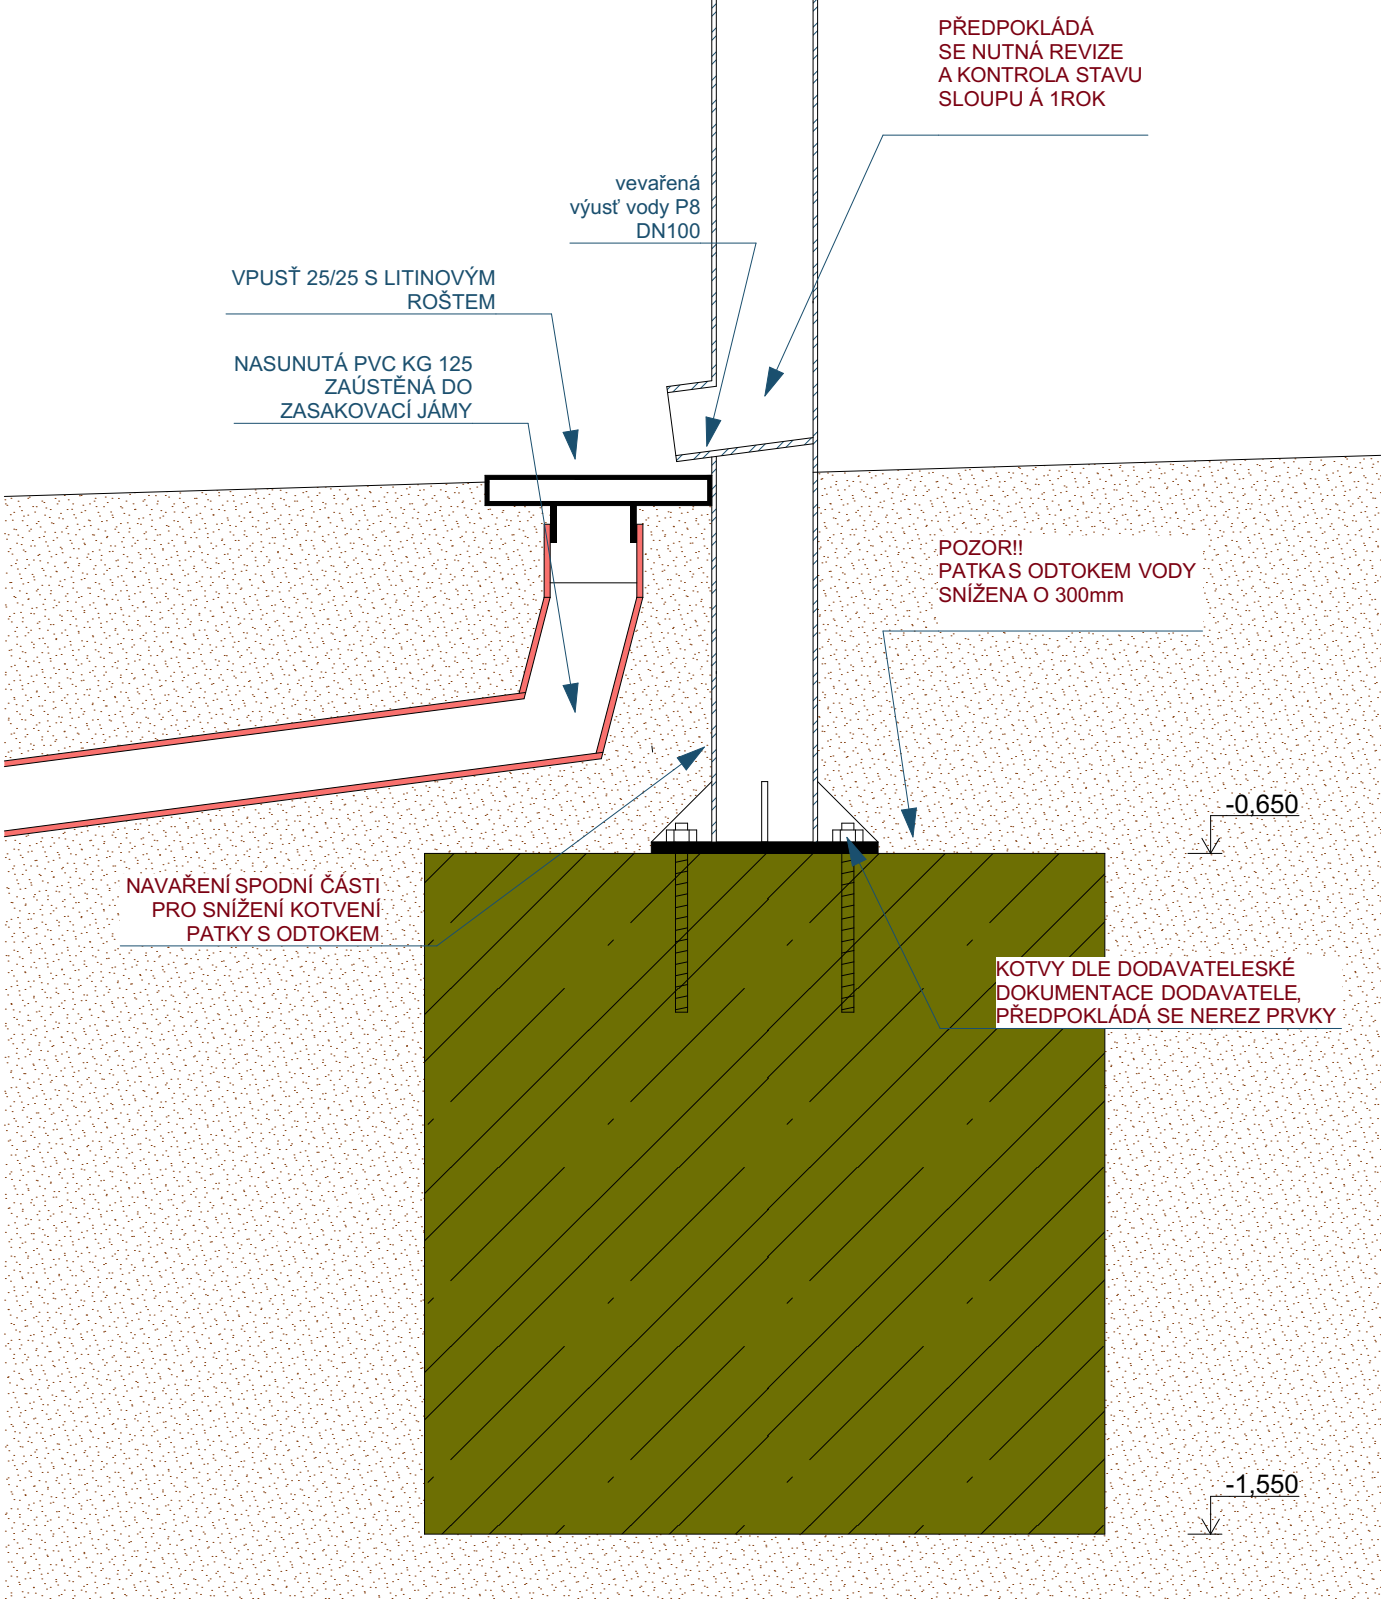 PŘEDPOKLÁDÁ
SE NUTNÁ REVIZE
A KONTROLA STAVU
SLOUPU Á 1ROK
vevařená
výusť vody P8
DN100
VPUSŤ 25/25 S LITINOVÝM
ROŠTEM
NASUNUTÁ PVC KG 125
ZAÚSTĚNÁ DO
ZASAKOVACÍ JÁMY
POZOR!!
PATKA S ODTOKEM VODY
SNÍŽENA O 300mm
-0,650
NAVAŘENÍ SPODNÍ ČÁSTI
PRO SNÍŽENÍ KOTVENÍ
PATKY S ODTOKEM
KOTVY DLE DODAVATELESKÉ
DOKUMENTACE DODAVATELE,
PŘEDPOKLÁDÁ SE NEREZ PRVKY
-1,550